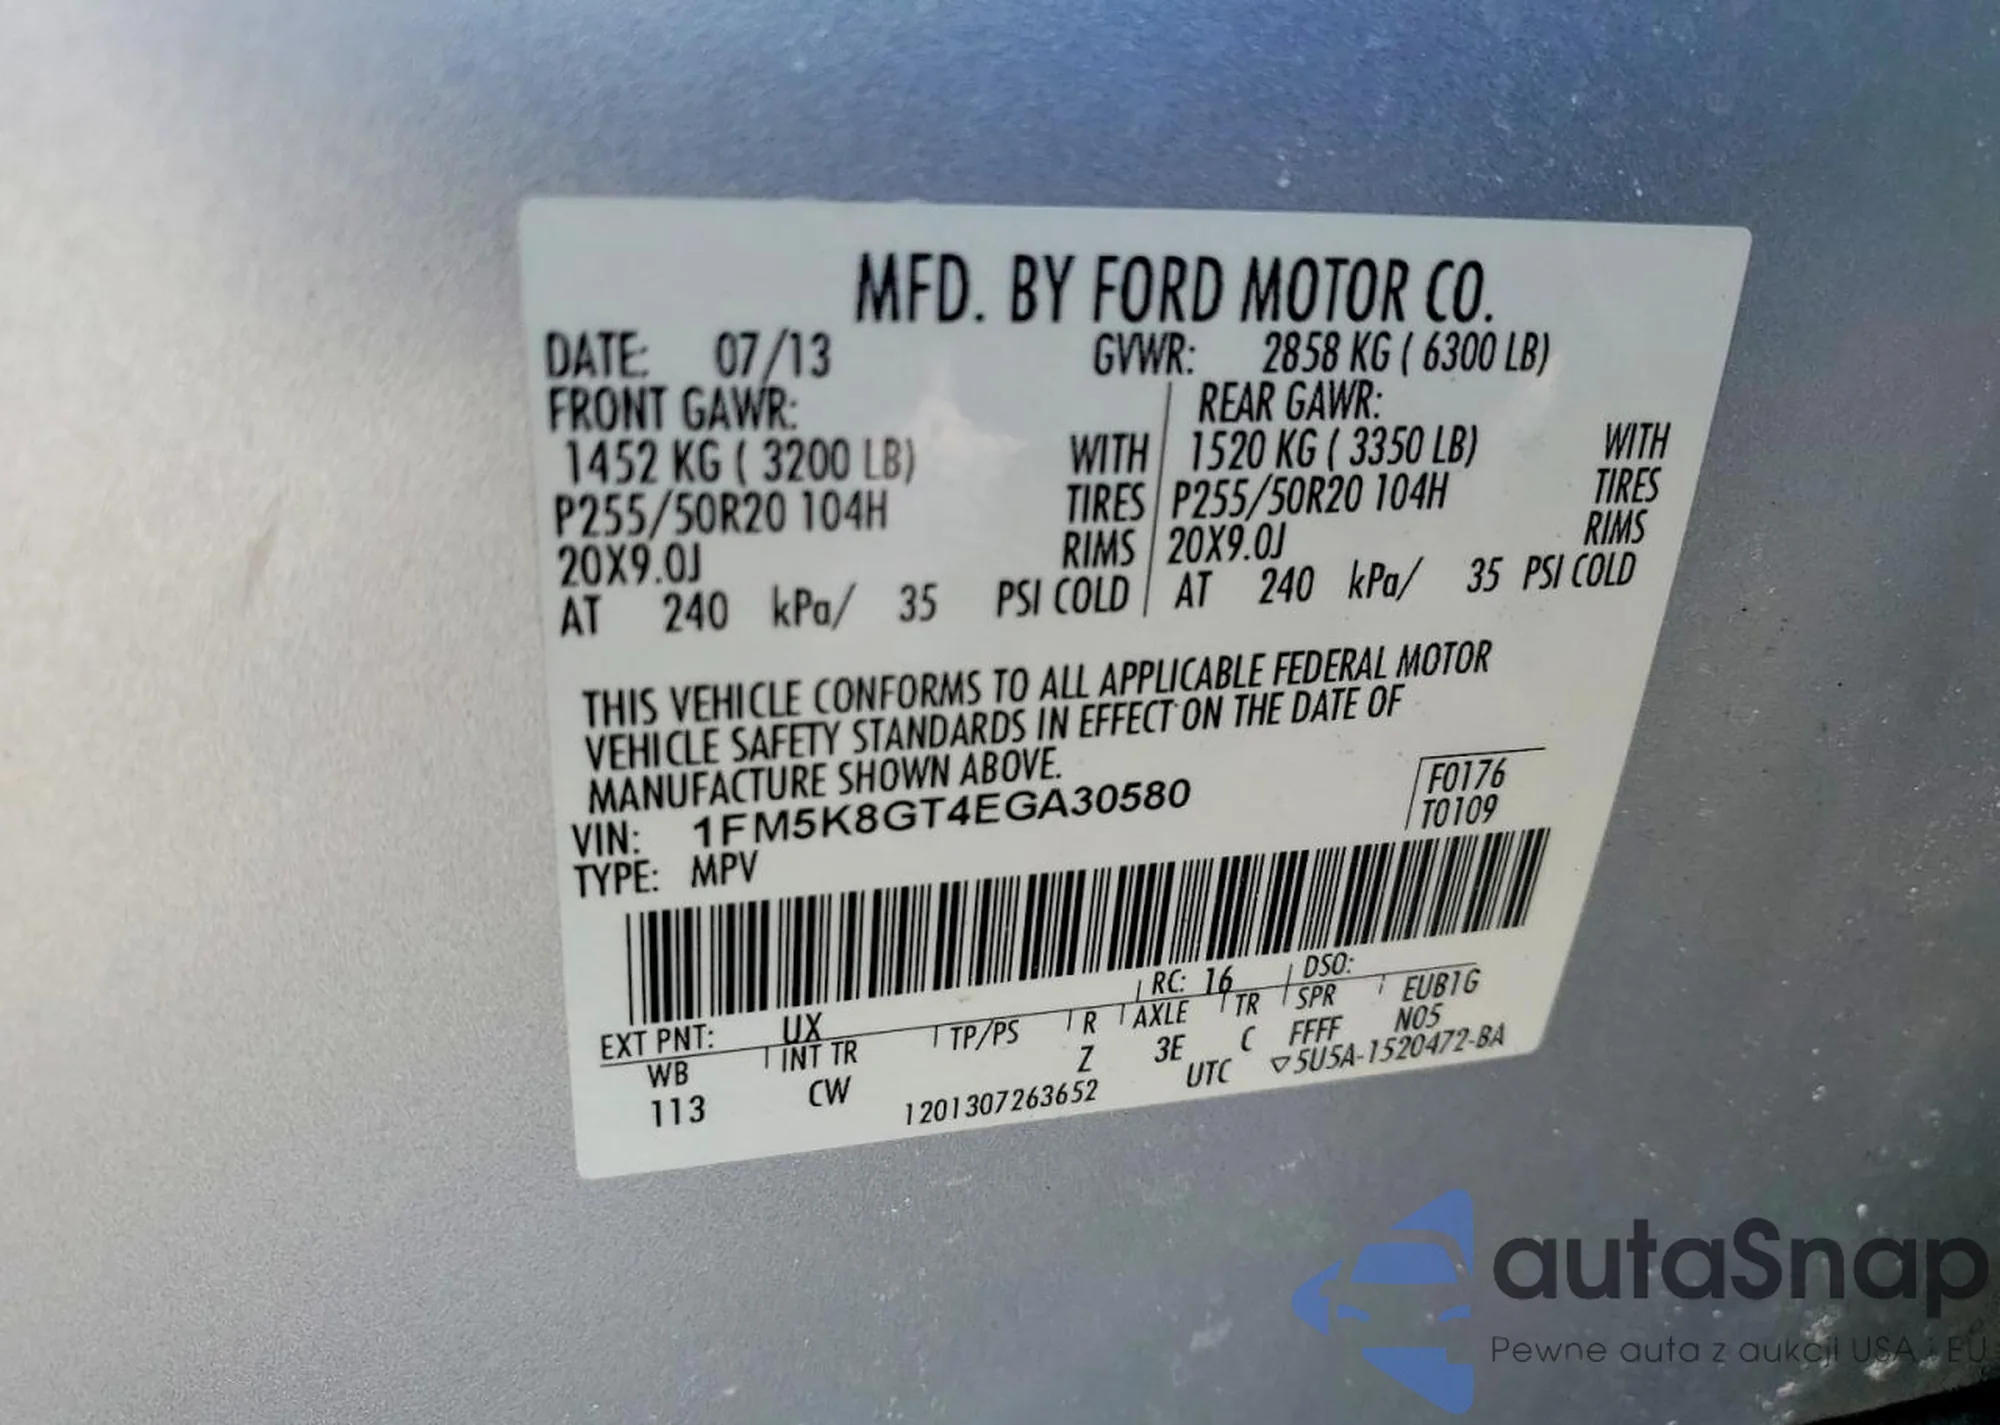 MFD. BY FORD MOTOR CO.
DATE: 07/13 GVWR: 2858 KG ( 6300 LB)
FRONT GAWR: REAR GAWR:
1452 KG ( 3200 LB) WITH 1520 KG ( 3350 LB) WITH
P255/50R20 104H TIRES P255/50R20 104H TIRES
20X9.0J RIMS 20X9.0J RIMS
AT 240 kPa/ 35 PSI COLD AT 240 kPa/ 35 PSI COLD
THIS VEHICLE CONFORMS TO ALL APPLICABLE FEDERAL MOTOR
VEHICLE SAFETY STANDARDS IN EFFECT ON THE DATE OF
MANUFACTURE SHOWN ABOVE.
F0176
VIN: 1FM5K8GT4EGA30580
T0109
TYPE: MPV
RC: 16 DSO:
EXT PNT: UX EUB1G
WB INT TR TP/PS R AXLE TR SPR N05
113 CW Z 3E C FFFF
1201307263652 UTC ▽5U5A-1520472-BA
autaSnap
Pewne auta z aukcji USA i EU